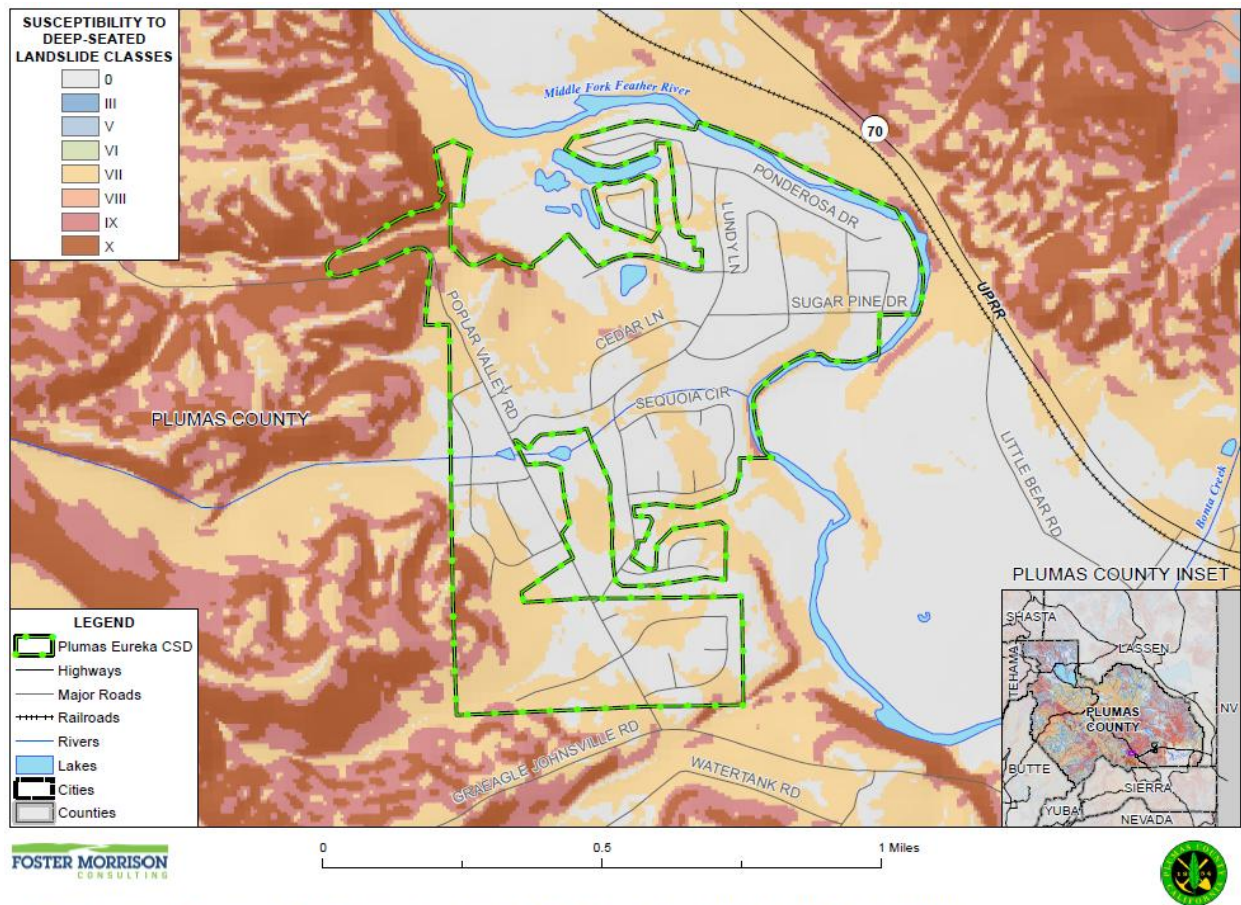 SUSCEPTIBILITY TO
DEEP-SEATED
LANDSLIDE CLASSES
0
III
V
VI
VII
VIII
IX
X
Middle Fork Feather River
70
PONDEROSA DR
LUNDY LN
UPRR
SUGAR PINE DR
POPLAR VALLEY RD
CEDAR LN
SEQUOIA CIR
PLUMAS COUNTY
LITTLE BEAR RD
Bonta Creek
GRAEAGLE JOHNSVILLE RD
WATERTANK RD
LEGEND
Plumas Eureka CSD
Highways
Major Roads
Railroads
Rivers
Lakes
Cities
Counties
PLUMAS COUNTY INSET
SHASTA
LASSEN
TEHAMA
PLUMAS
COUNTY
NV
BUTTE
SIERRA
YUBA
NEVADA
FOSTER MORRISON
CONSULTING
0
0.5
1 Miles
PLUMAS COUNTY
CALIFORNIA